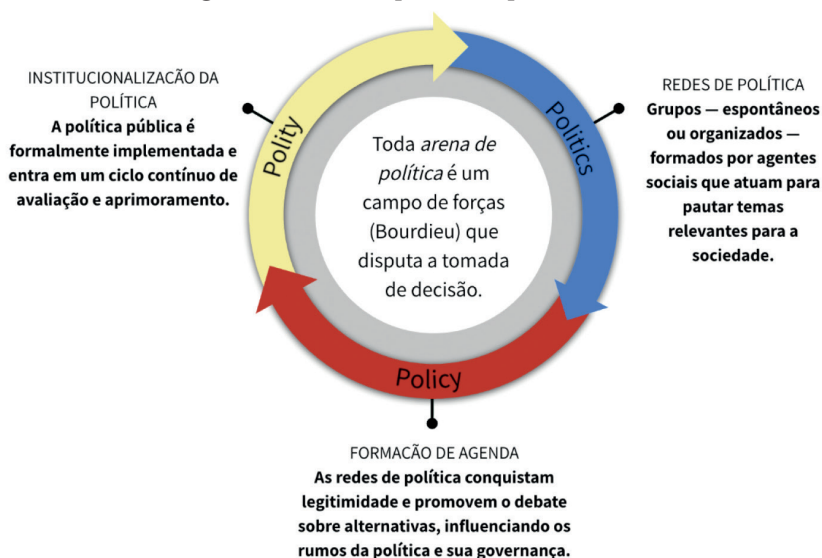 INSTITUCIONALIZACÃO DA
POLÍTICA
A política pública é
formalmente implementada e
entra em um ciclo contínuo de
avaliação e aprimoramento.
Polity
Politics
Toda arena de
política é um
campo de forças
(Bourdieu) que
disputa a tomada
de decisão.
REDES DE POLÍTICA
Grupos — espontâneos
ou organizados —
formados por agentes
sociais que atuam para
pautar temas
relevantes para a
sociedade.
Policy
FORMACÃO DE AGENDA
As redes de política conquistam
legitimidade e promovem o debate
sobre alternativas, influenciando os
rumos da política e sua governança.